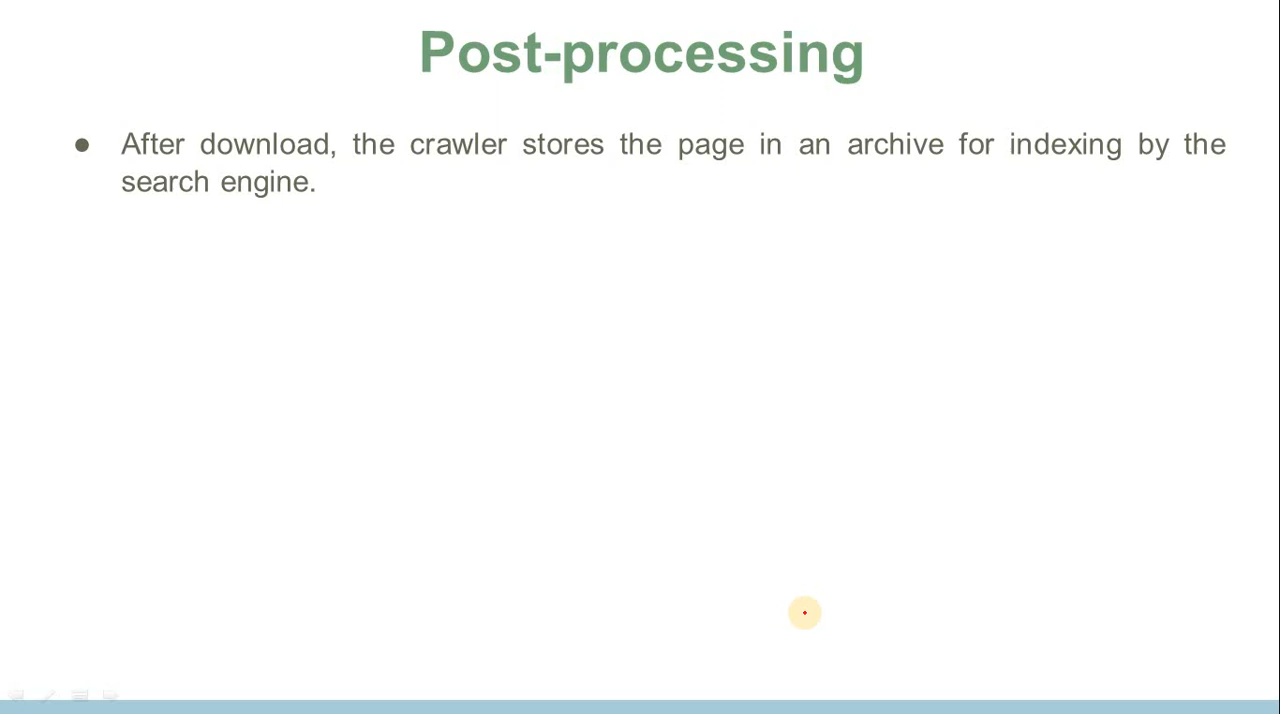 Post-processing
● After download, the crawler stores the page in an archive for indexing by the
search engine.